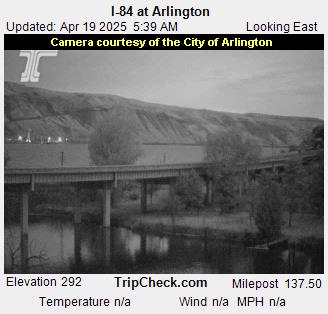 I-84 at Arlington
Updated: Apr 19 2025 5:39 AM Looking East
Camera courtesy of the City of Arlington
Elevation 292 TripCheck.com Milepost 137.50
Temperature n/a Wind n/a MPH n/a